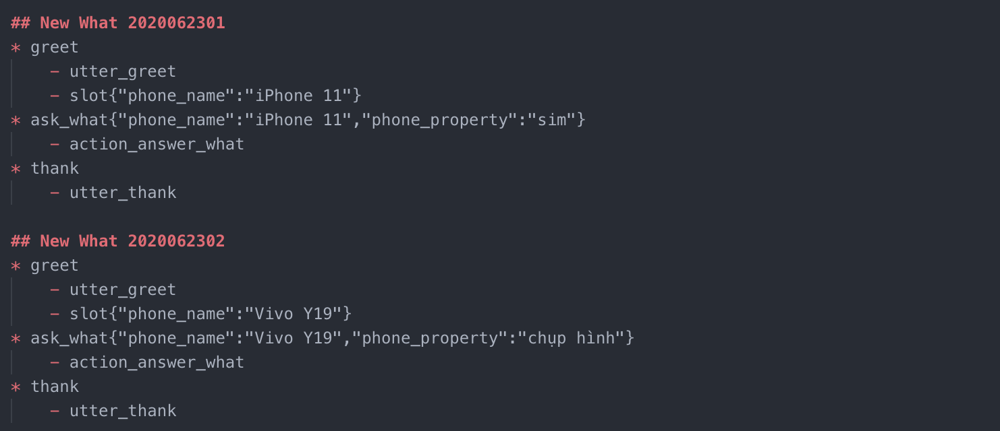 ## New What 2020062301
* greet
- utter_greet
- slot{"phone_name":"iPhone 11"}
* ask_what{"phone_name":"iPhone 11","phone_property":"sim"}
- action_answer_what
* thank
- utter_thank
## New What 2020062302
* greet
- utter_greet
- slot{"phone_name":"Vivo Y19"}
* ask_what{"phone_name":"Vivo Y19","phone_property":"chụp hình"}
- action_answer_what
* thank
- utter_thank